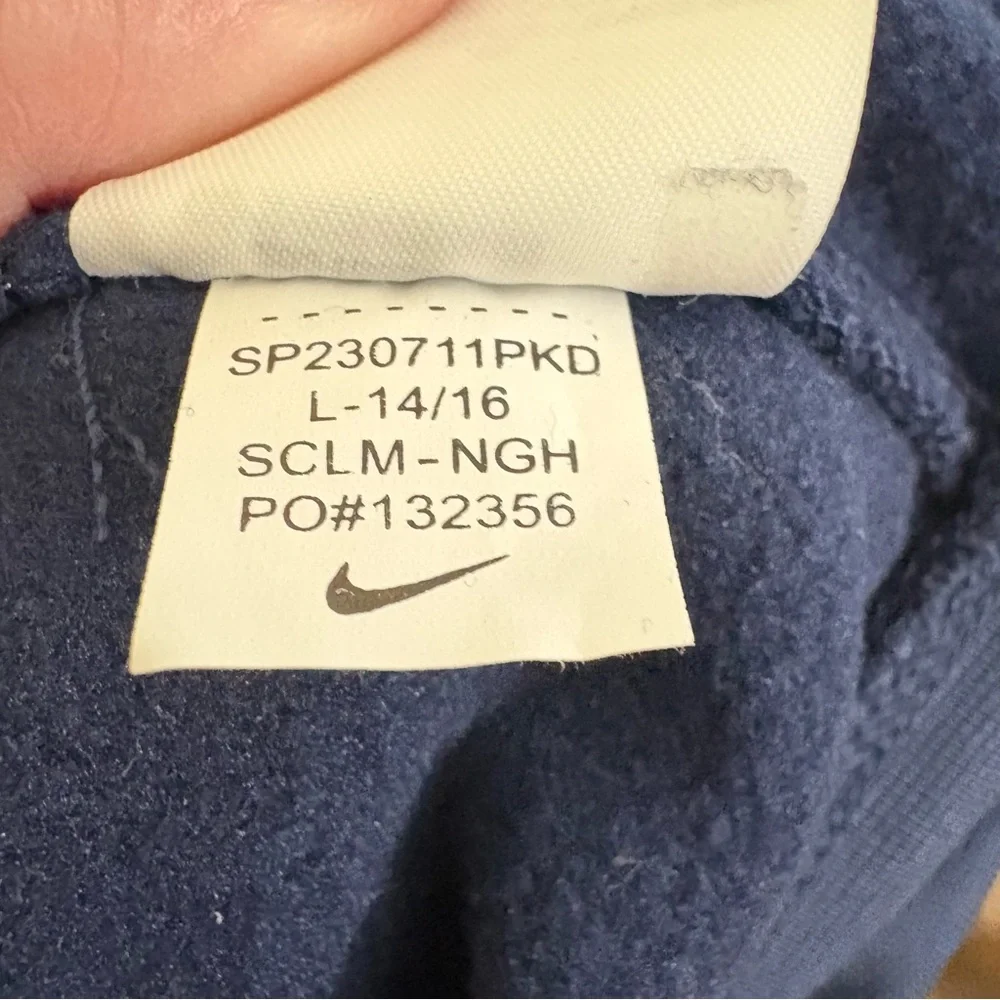 SP230711PKD
L-14/16
SCLM-NGH
PO#132356